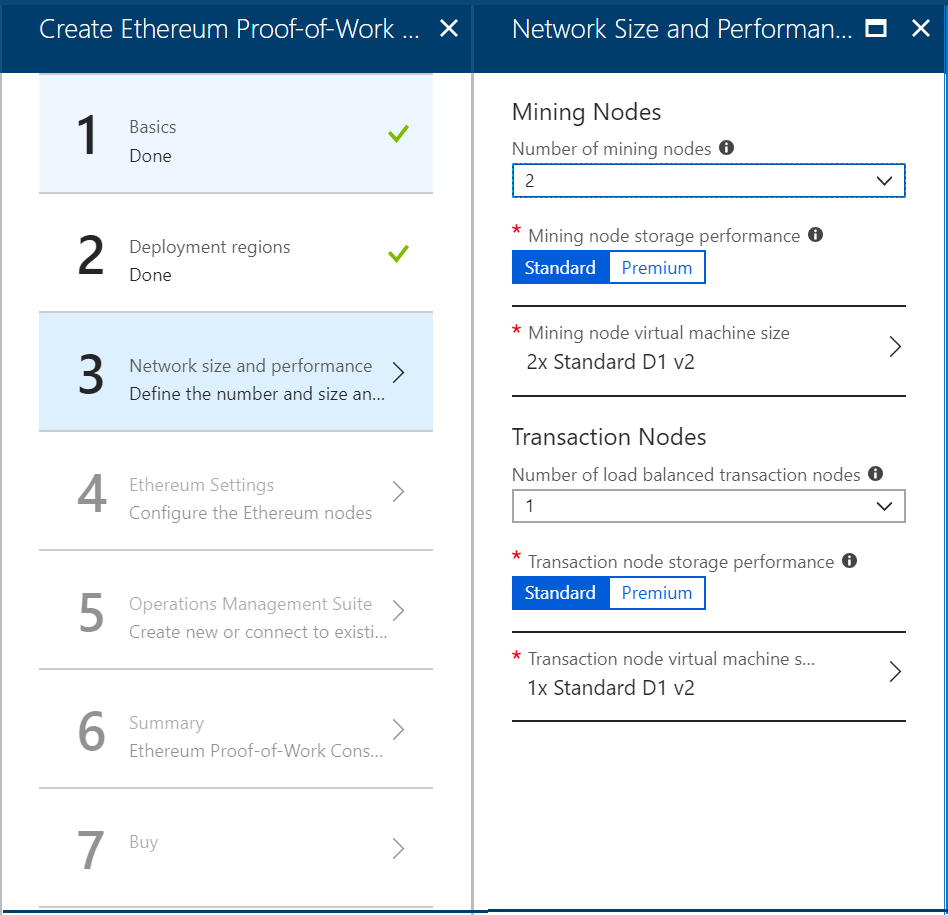 Create Ethereum Proof-of-Work ...
1
Basics
Done
2
Deployment regions
Done
3
Network size and performance
Define the number and size an...
4
Ethereum Settings
Configure the Ethereum nodes
5
Operations Management Suite
Create new or connect to existi...
6
Summary
Ethereum Proof-of-Work Cons...
7
Buy
Network Size and Performan...
Mining Nodes
Number of mining nodes
2
* Mining node storage performance
Standard Premium
* Mining node virtual machine size
2x Standard D1 v2
Transaction Nodes
Number of load balanced transaction nodes
1
* Transaction node storage performance
Standard Premium
* Transaction node virtual machine s...
1x Standard D1 v2